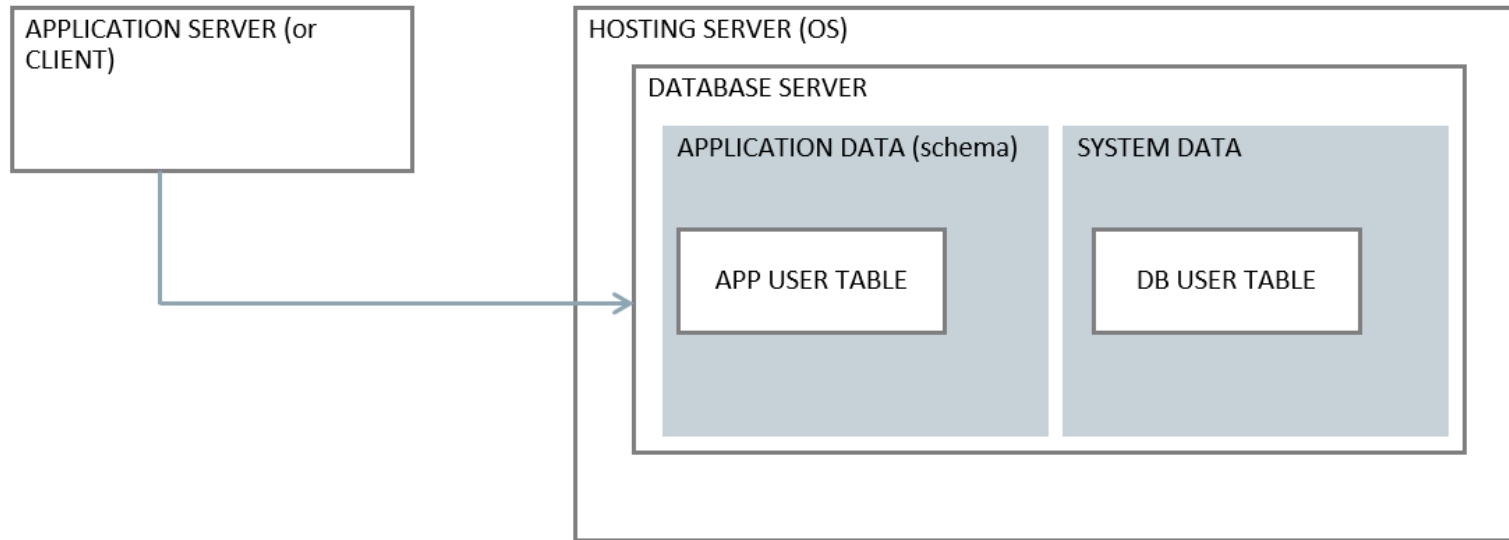 APPLICATION SERVER (or
CLIENT)
HOSTING SERVER (OS)
DATABASE SERVER
APPLICATION DATA (schema)
SYSTEM DATA
APP USER TABLE
DB USER TABLE